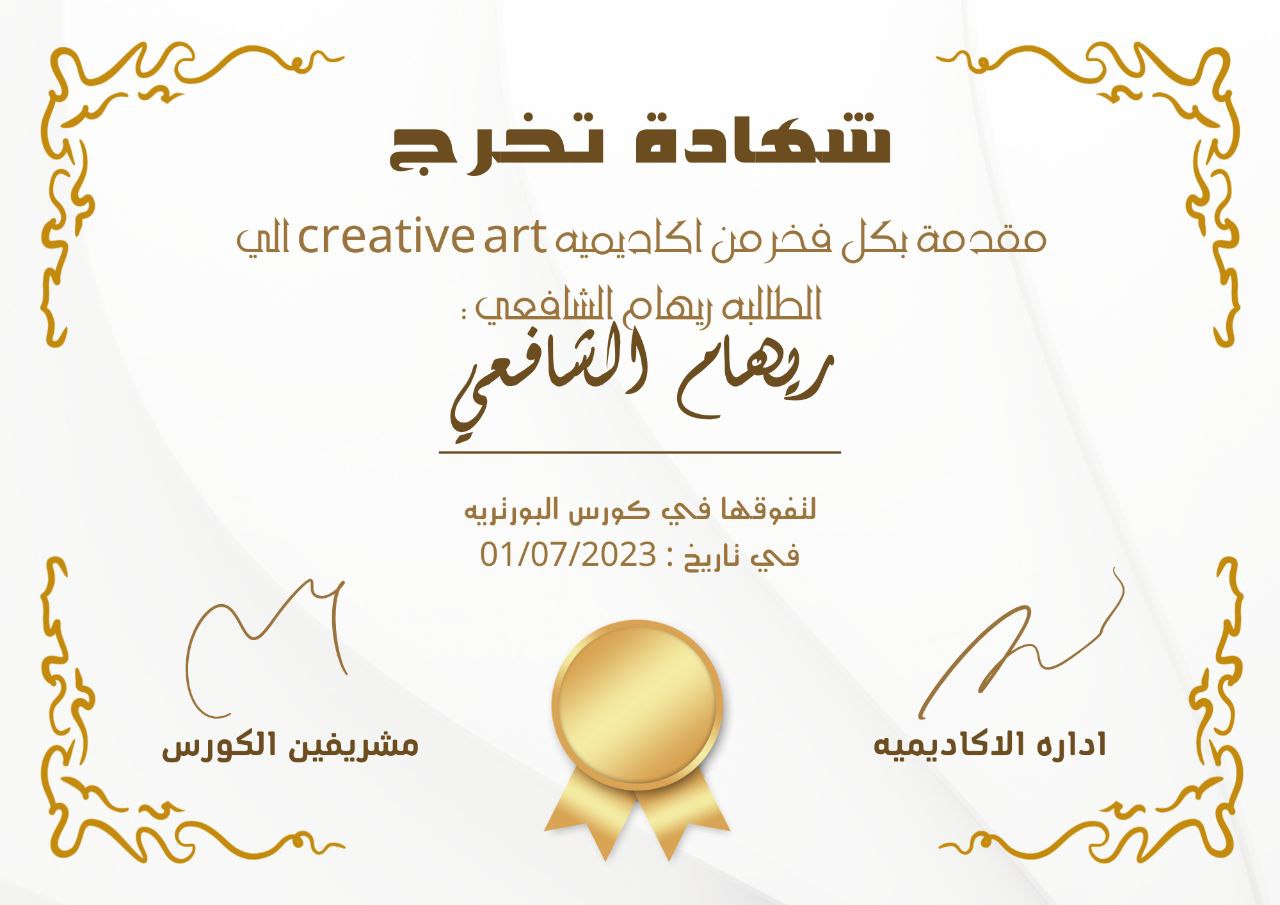 شهادة تخرج
مقدمة بكل فخر من اكاديميه creative art الي
الطالبه ريهام الشافعي :
ريهام الشافعي
لتفوقها في كورس البورتريه
في تاريخ : 01/07/2023
اداره الاكاديميه
مشريفين الكورس